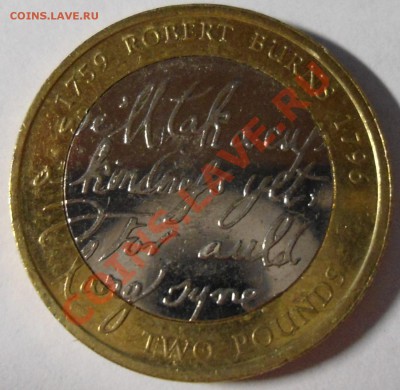 COINS.LAVE.RU
1759 ROBERT BURNS 1796
We'll tak a cup
a' kindness yet,
For auld
lang syne
TWO POUNDS
COINS.LAVE.RU